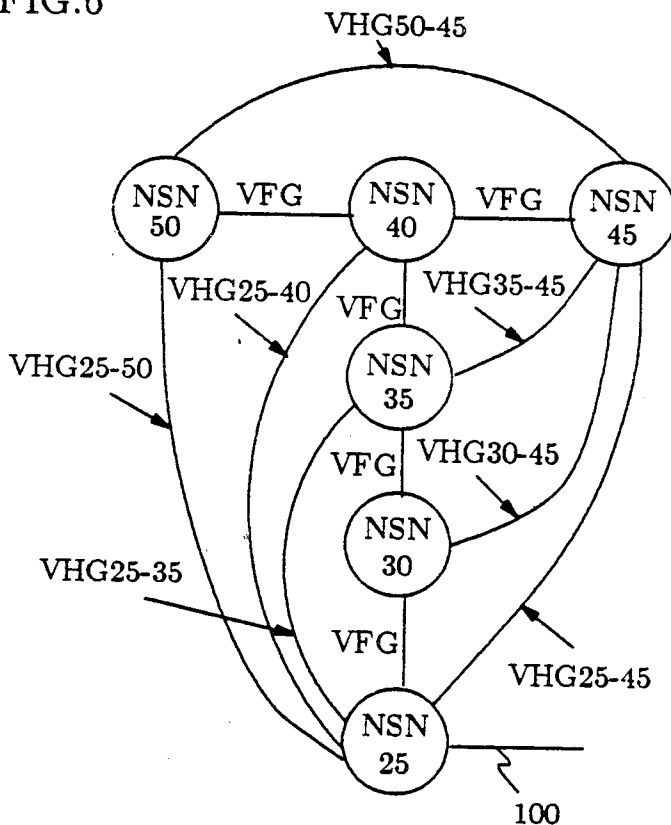 FIG.6
VHG50-45
NSN
50
VFG
NSN
40
VFG
NSN
45
VHG25-40
VFG
VHG35-45
VHG25-50
NSN
35
VFG
VHG30-45
NSN
30
VHG25-35
VFG
VHG25-45
NSN
25
100